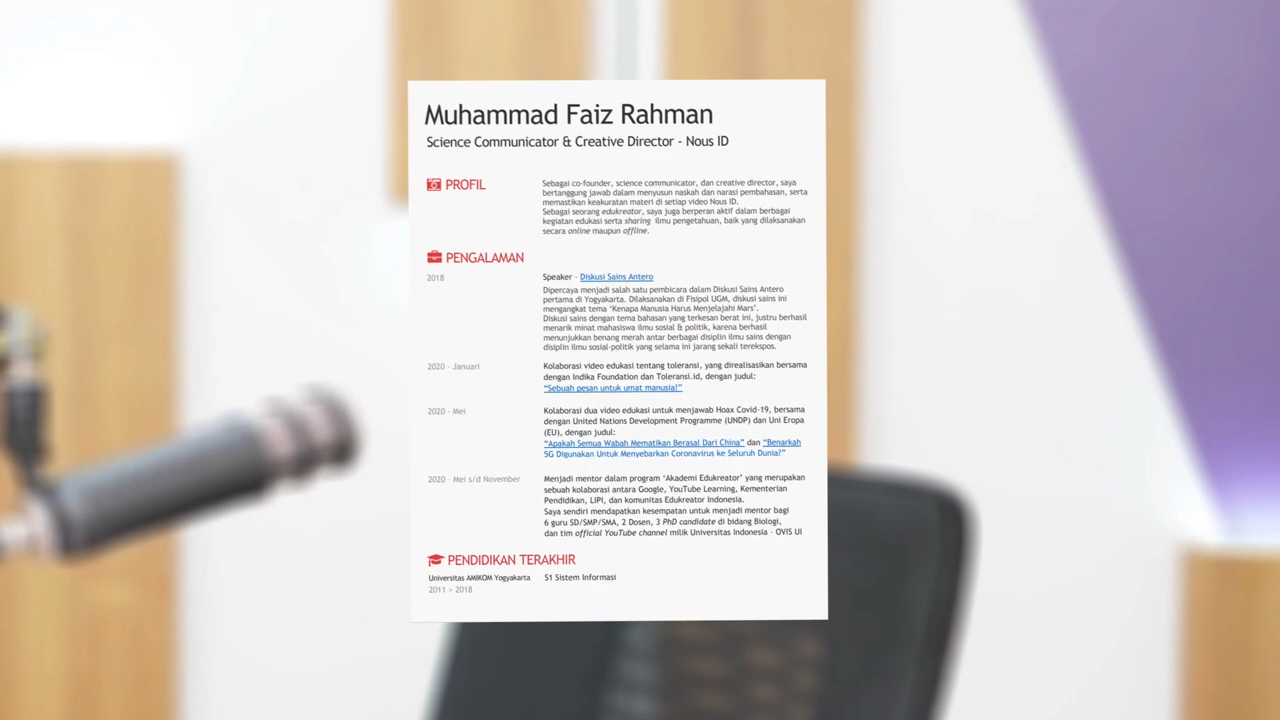 Muhammad Faiz Rahman
Science Communicator & Creative Director - Nous ID
PROFIL
Sebagai co-founder, science communicator, dan creative director, saya
bertanggung jawab dalam menyusun naskah dan narasi pembahasan, serta
memastikan keakuratan materi di setiap video Nous ID.
Sebagai seorang edukreator, saya juga berperan aktif dalam berbagai
kegiatan edukasi serta sharing ilmu pengetahuan, baik yang dilaksanakan
secara online maupun offline.
PENGALAMAN
2018
Speaker - Diskusi Sains Antero
Dipercaya menjadi salah satu pembicara dalam Diskusi Sains Antero
pertama di Yogyakarta. Dilaksanakan di Fisipol UGM, diskusi sains ini
mengangkat tema ‘Kenapa Manusia Harus Menjelajahi Mars’.
Diskusi sains dengan tema bahasan yang terkesan berat ini, justru berhasil
menarik minat mahasiswa ilmu sosial & politik, karena berhasil
menunjukkan benang merah antar berbagai disiplin ilmu sains dengan
disiplin ilmu sosial-politik yang selama ini jarang sekali terekspos.
2020 - Januari
Kolaborasi video edukasi tentang toleransi, yang direalisasikan bersama
dengan Indika Foundation dan Toleransi.id, dengan judul:
“Sebuah pesan untuk umat manusia!”
2020 - Mei
Kolaborasi dua video edukasi untuk menjawab Hoax Covid-19, bersama
dengan United Nations Development Programme (UNDP) dan Uni Eropa
(EU), dengan judul:
“Apakah Semua Wabah Mematikan Berasal Dari China” dan “Benarkah
5G Digunakan Untuk Menyebarkan Coronavirus ke Seluruh Dunia?”
2020 - Mei s/d November
Menjadi mentor dalam program ‘Akademi Edukreator’ yang merupakan
sebuah kolaborasi antara Google, YouTube Learning, Kementerian
Pendidikan, LIPI, dan komunitas Edukreator Indonesia.
Saya sendiri mendapatkan kesempatan untuk menjadi mentor bagi
6 guru SD/SMP/SMA, 2 Dosen, 3 PhD candidate di bidang Biologi,
dan tim official YouTube channel milik Universitas Indonesia - OVIS UI
PENDIDIKAN TERAKHIR
Universitas AMIKOM Yogyakarta
S1 Sistem Informasi
2011 > 2018